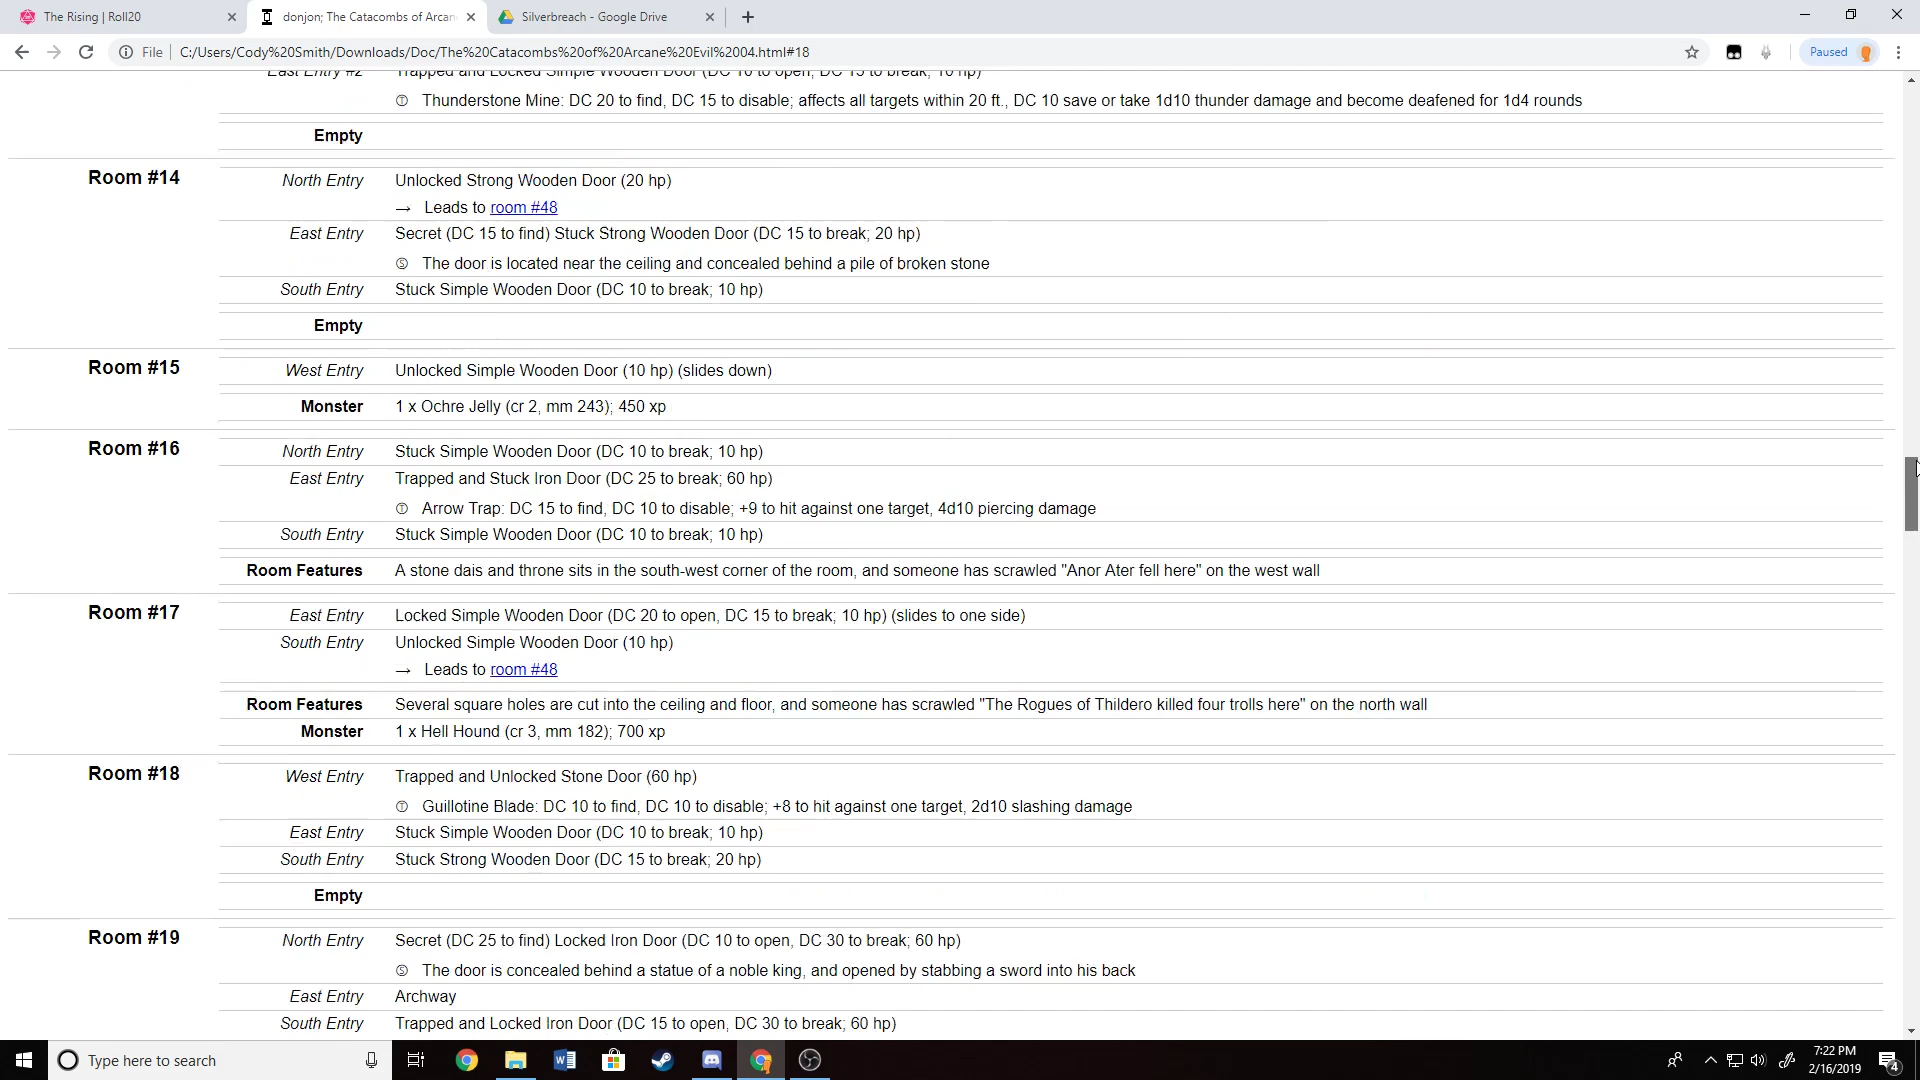 The Rising | Roll20
donjon; The Catacombs of Arcan
Silverbreach - Google Drive
File C:/Users/Cody%20Smith/Downloads/Doc/The%20Catacombs%20of%20Arcane%20Evil%2004.html#18
Paused
East Entry #2 Trapped and Locked Simple Wooden Door (DC 10 to open, DC 15 to break; 10 hp)
Ⓣ Thunderstone Mine: DC 20 to find, DC 15 to disable; affects all targets within 20 ft., DC 10 save or take 1d10 thunder damage and become deafened for 1d4 rounds
Empty
Room #14 North Entry Unlocked Strong Wooden Door (20 hp)
→ Leads to room #48
East Entry Secret (DC 15 to find) Stuck Strong Wooden Door (DC 15 to break; 20 hp)
Ⓢ The door is located near the ceiling and concealed behind a pile of broken stone
South Entry Stuck Simple Wooden Door (DC 10 to break; 10 hp)
Empty
Room #15 West Entry Unlocked Simple Wooden Door (10 hp) (slides down)
Monster 1 x Ochre Jelly (cr 2, mm 243); 450 xp
Room #16 North Entry Stuck Simple Wooden Door (DC 10 to break; 10 hp)
East Entry Trapped and Stuck Iron Door (DC 25 to break; 60 hp)
Ⓣ Arrow Trap: DC 15 to find, DC 10 to disable; +9 to hit against one target, 4d10 piercing damage
South Entry Stuck Simple Wooden Door (DC 10 to break; 10 hp)
Room Features A stone dais and throne sits in the south-west corner of the room, and someone has scrawled "Anor Ater fell here" on the west wall
Room #17 East Entry Locked Simple Wooden Door (DC 20 to open, DC 15 to break; 10 hp) (slides to one side)
South Entry Unlocked Simple Wooden Door (10 hp)
→ Leads to room #48
Room Features Several square holes are cut into the ceiling and floor, and someone has scrawled "The Rogues of Thildero killed four trolls here" on the north wall
Monster 1 x Hell Hound (cr 3, mm 182); 700 xp
Room #18 West Entry Trapped and Unlocked Stone Door (60 hp)
Ⓣ Guillotine Blade: DC 10 to find, DC 10 to disable; +8 to hit against one target, 2d10 slashing damage
East Entry Stuck Simple Wooden Door (DC 10 to break; 10 hp)
South Entry Stuck Strong Wooden Door (DC 15 to break; 20 hp)
Empty
Room #19 North Entry Secret (DC 25 to find) Locked Iron Door (DC 10 to open, DC 30 to break; 60 hp)
Ⓢ The door is concealed behind a statue of a noble king, and opened by stabbing a sword into his back
East Entry Archway
South Entry Trapped and Locked Iron Door (DC 15 to open, DC 30 to break; 60 hp)
Type here to search
7:22 PM
2/16/2019
4